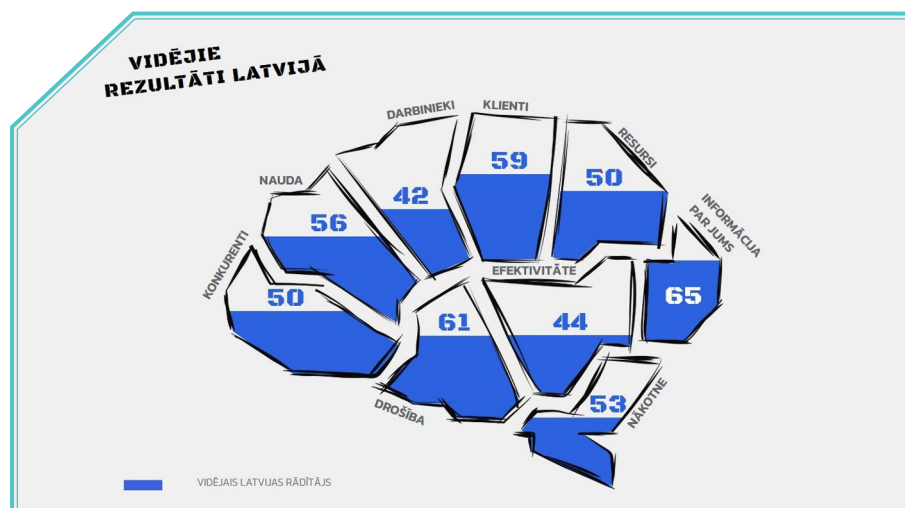 VIDĒJIE
REZULTĀTI LATVIJĀ
DARBINIEKI
KLIENTI
RESURSI
NAUDA
INFORMĀCIJA
PAR JUMS
KONKURENTI
EFEKTIVITĀTE
59
50
42
56
65
50
61
44
53
DROŠĪBA
NĀKOTNE
VIDĒJAIS LATVIJAS RĀDĪTĀJS